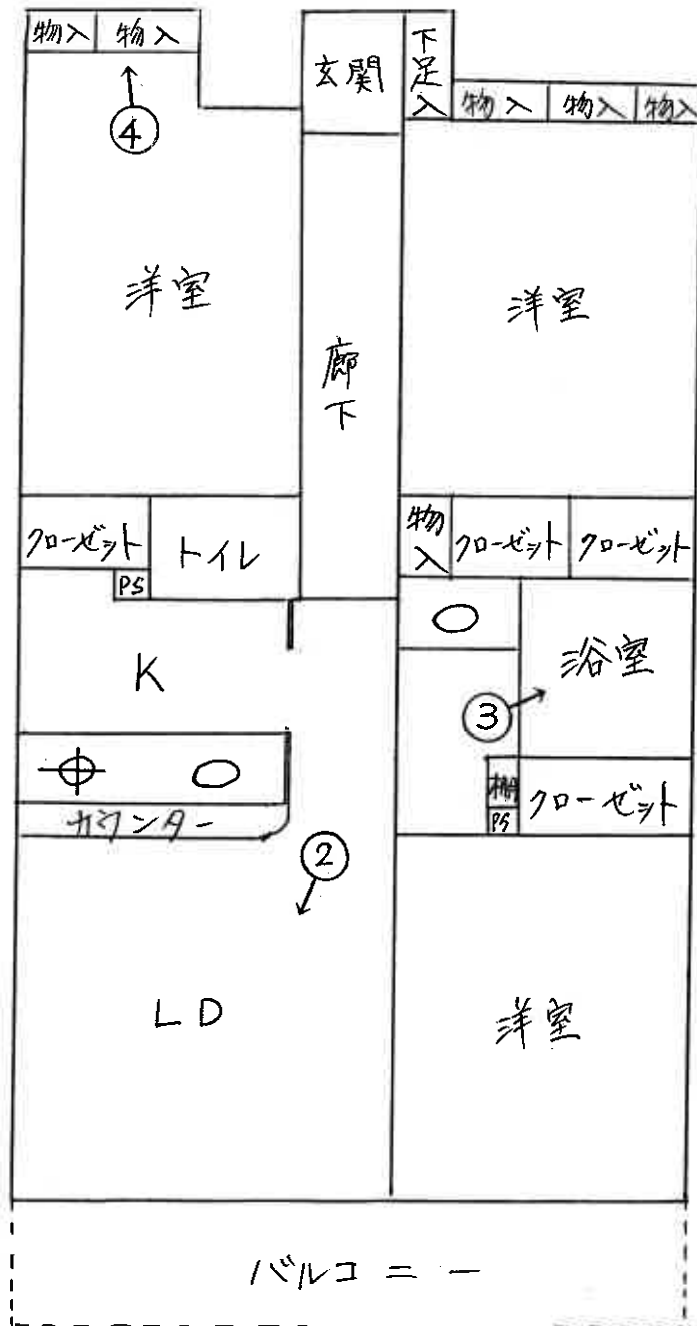 物入 物入
玄関
下足入
物入 物入 物入
④
洋室
洋室
廊下
クローゼット
トイレ
PS
物入
クローゼット
クローゼット
K
浴室
③
棚
PS
クローゼット
カウンター
②
LD
洋室
バルコニー